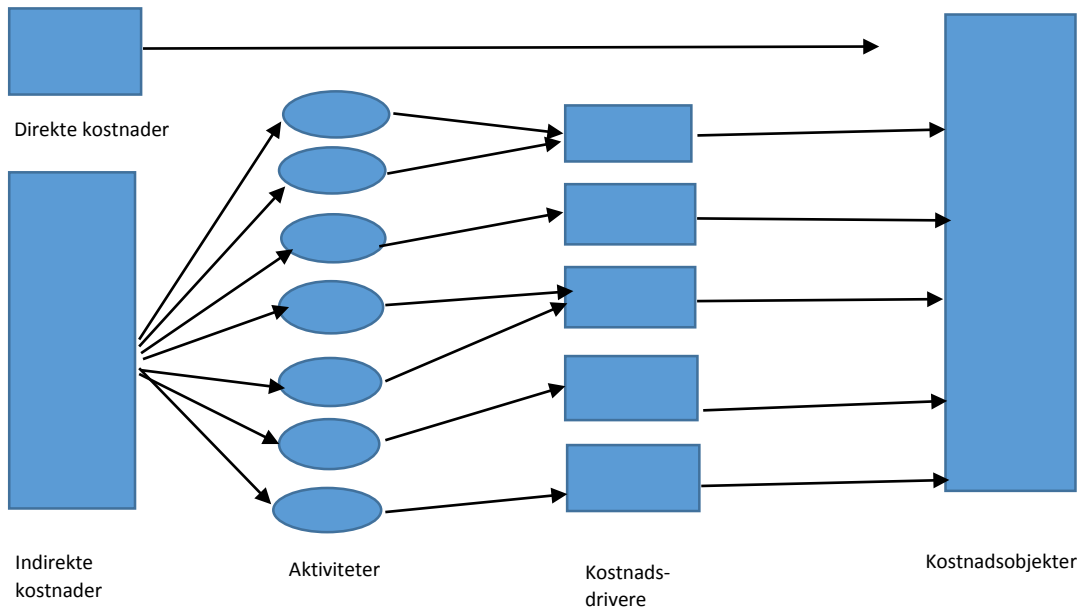 Direkte kostnader
Indirekte
kostnader
Aktiviteter
Kostnads-
drivere
Kostnadsobjekter